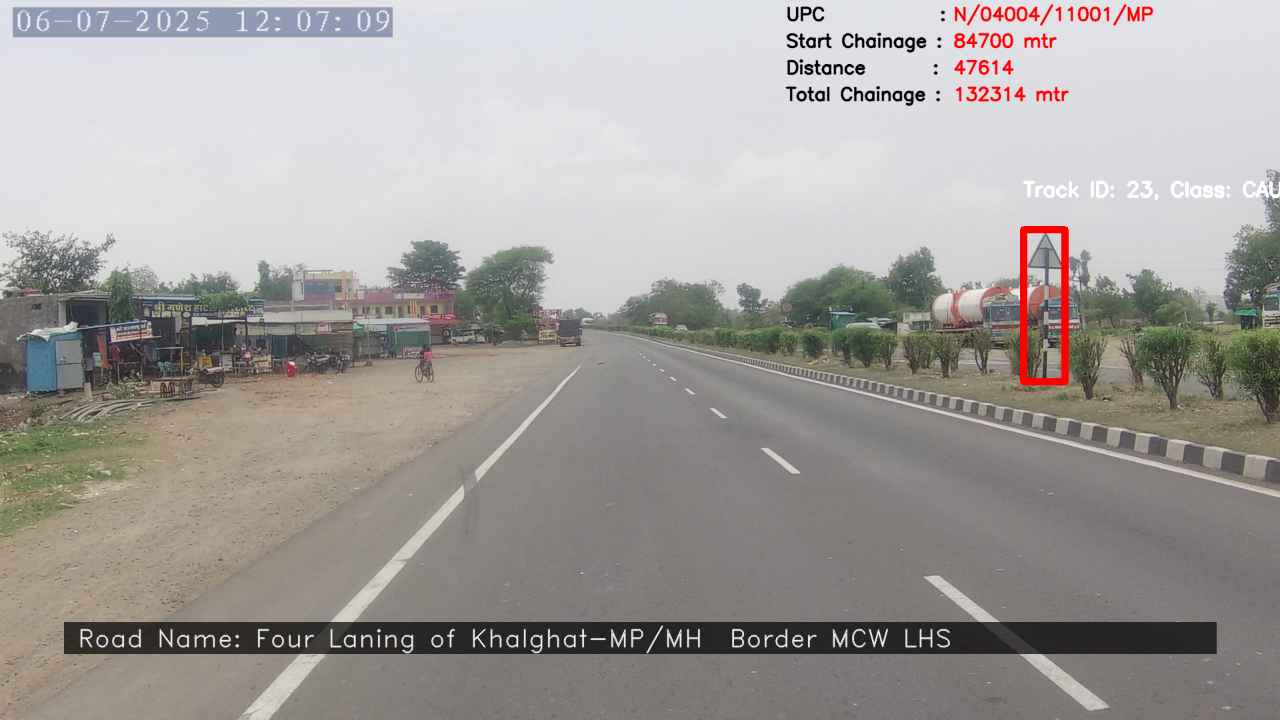 06-07-2025 12:07:09
UPC : N/04004/11001/MP
Start Chainage : 84700 mtr
Distance : 47614
Total Chainage : 132314 mtr
Track ID: 23, Class: CAU
Road Name: Four Laning of Khalghat-MP/MH Border MCW LHS